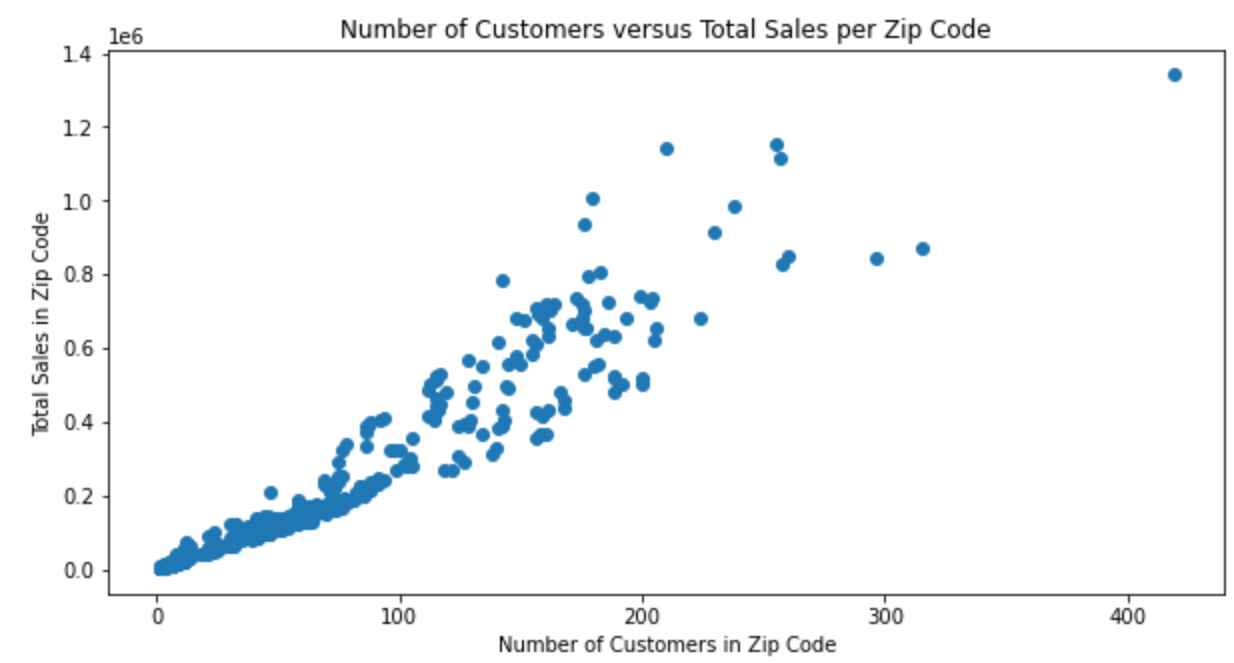 Number of Customers versus Total Sales per Zip Code
1e6
1.4
1.2
1.0
0.8
0.6
0.4
0.2
0.0
Total Sales in Zip Code
0 100 200 300 400
Number of Customers in Zip Code